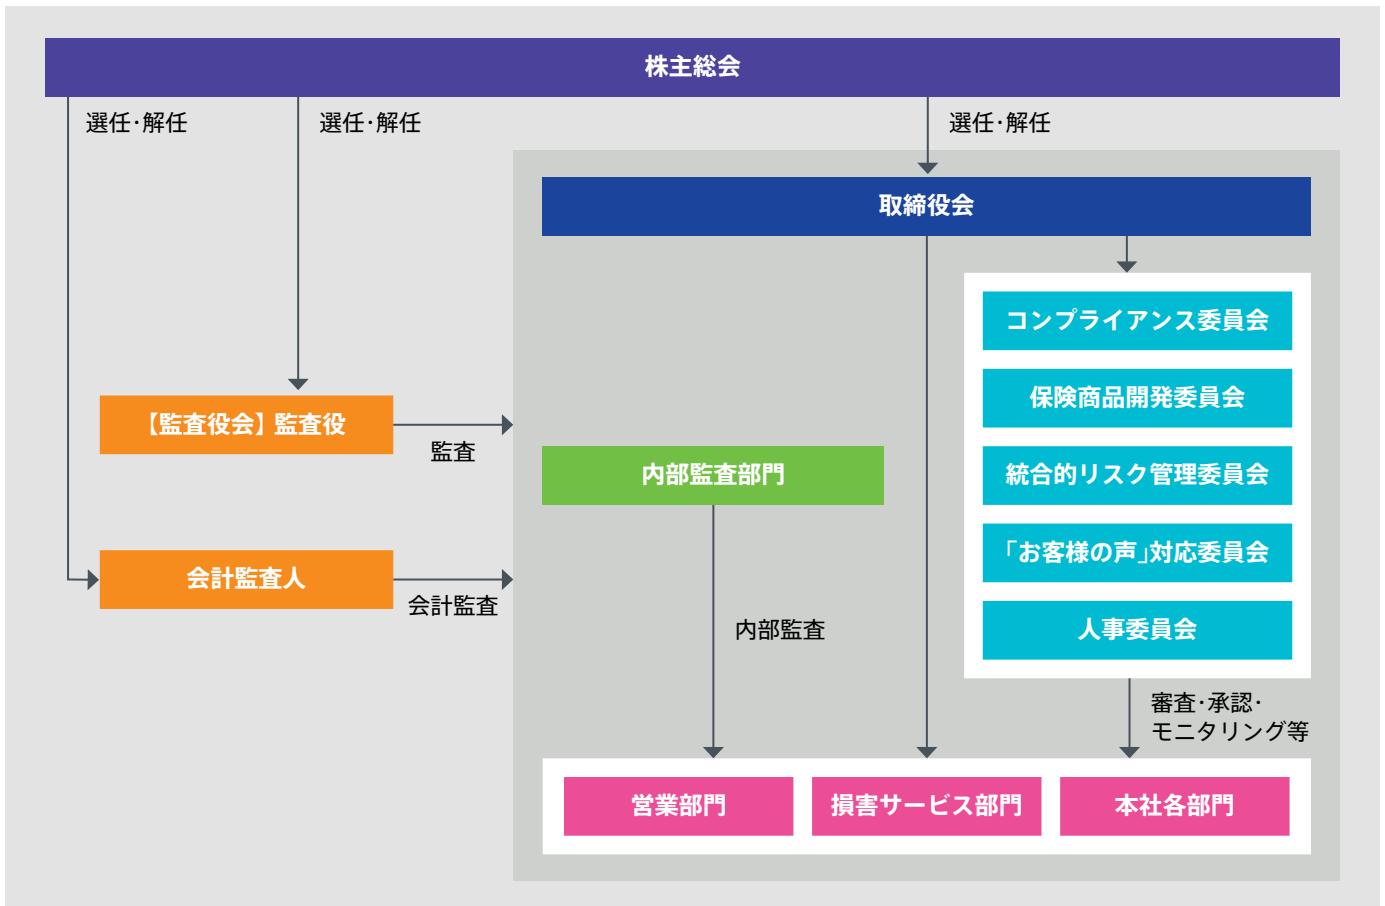 株主総会
選任･解任
選任･解任
選任･解任
取締役会
コンプライアンス委員会
保険商品開発委員会
統合的リスク管理委員会
｢お客様の声｣対応委員会
人事委員会
【監査役会】監査役
監査
内部監査部門
会計監査人
会計監査
内部監査
審査･承認･
モニタリング等
営業部門
損害サービス部門
本社各部門